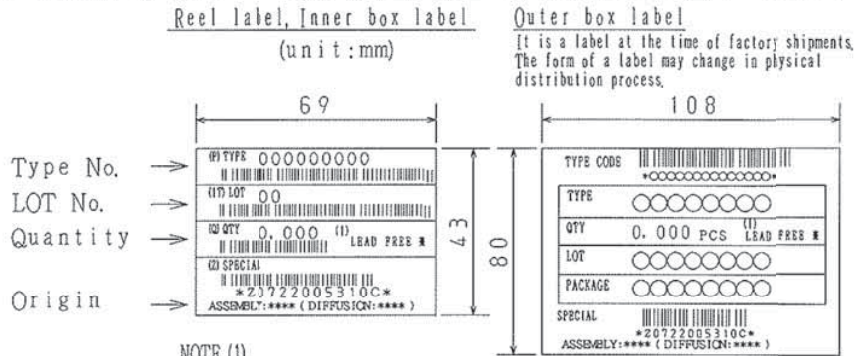 Reel label, Inner box label
(unit:mm)
Outer box label
It is a label at the time of factory shipments.
The form of a label may change in physical
distribution process.
69
108
Type No.
LOT No.
Quantity
Origin
(P) TYPE 000000000
(1T) LOT 00
(Q) QTY 0.000 (1) LEAD FREE *
(Z) SPECIAL
*Z0722005310C*
ASSEMBLY:**** (DIFFUSION:****)
43
80
TYPE CODE
*OOOOOOOOOOOOO*
TYPE OOOOOOOO
QTY 0.000 PCS (1) LEAD FREE *
LOT OOOOOOOO
PACKAGE OOOOOOOO
SPECIAL
*Z0722005310C*
ASSEMBLY:**** (DIFFUSION:****)
NOTE (1)